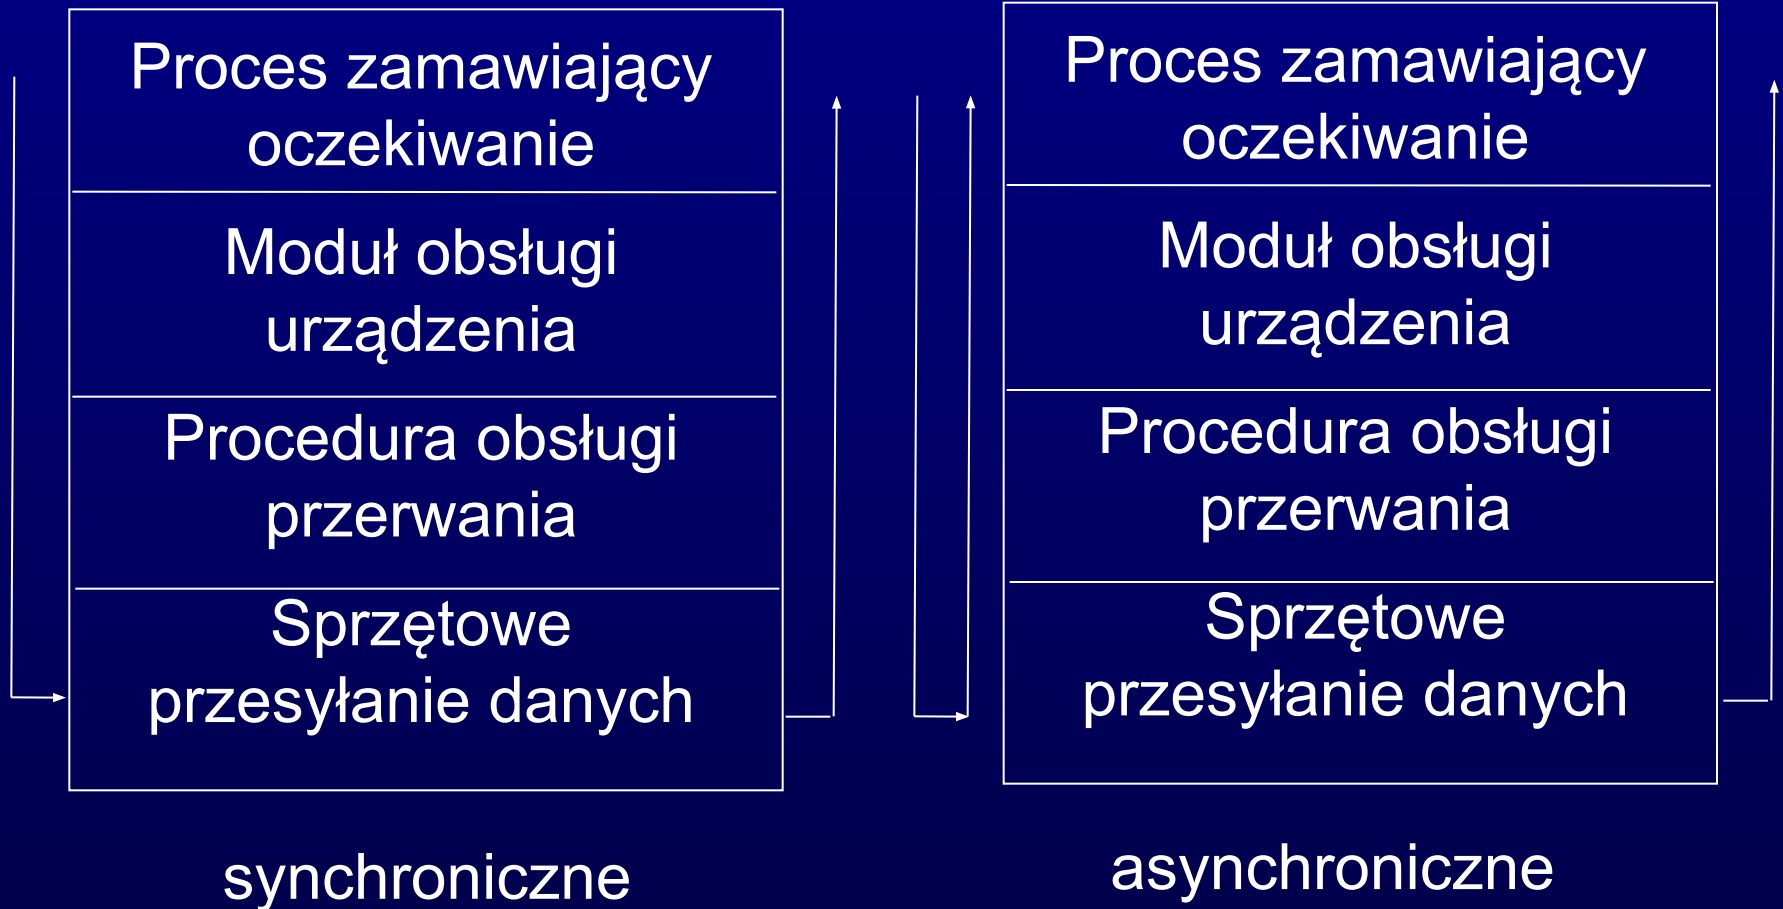 Proces zamawiający
oczekiwanie
Moduł obsługi
urządzenia
Procedura obsługi
przerwania
Sprzętowe
przesyłanie danych
synchroniczne
Proces zamawiający
oczekiwanie
Moduł obsługi
urządzenia
Procedura obsługi
przerwania
Sprzętowe
przesyłanie danych
asynchroniczne